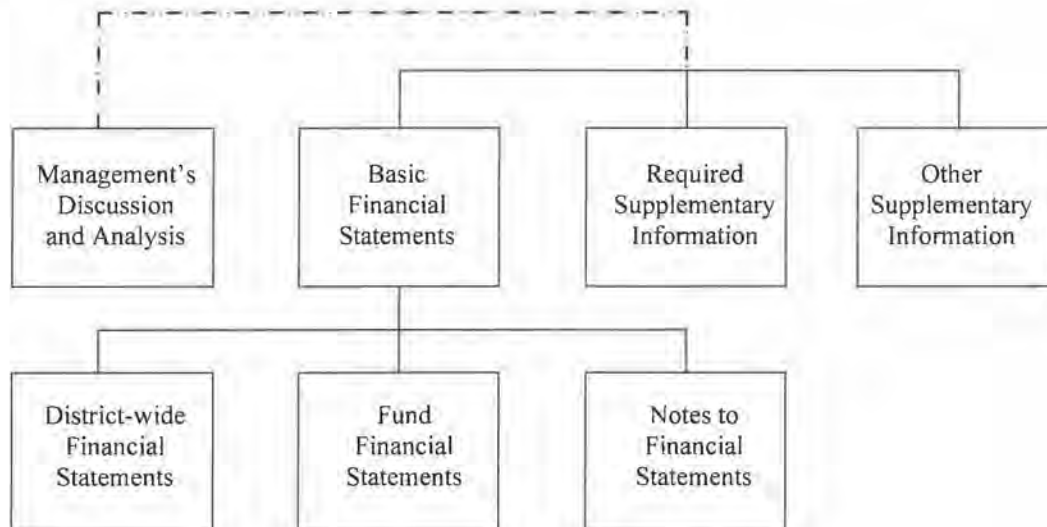 Management's
Discussion
and Analysis
Basic
Financial
Statements
Required
Supplementary
Information
Other
Supplementary
Information
District-wide
Financial
Statements
Fund
Financial
Statements
Notes to
Financial
Statements